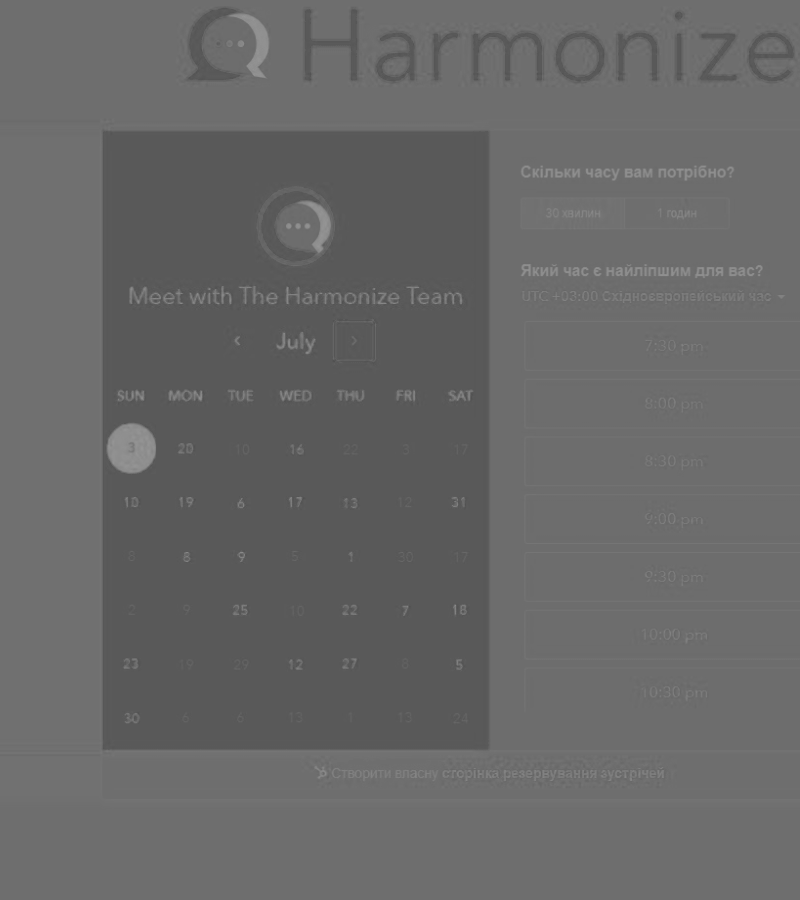 Harmonize
Скільки часу вам потрібно?
30 хвилин 1 годин
Meet with The Harmonize Team
Який час є найліпшим для вас?
UTC +03:00 Східноєвропейський час
July
7:30 pm
SUN MON TUE WED THU FRI SAT
8:00 pm
3 20 10 16 22 3 17
8:30 pm
10 19 6 17 13 12 31
9:00 pm
8 8 9 5 1 30 17
9:30 pm
2 9 25 10 22 7 18
10:00 pm
23 19 29 12 27 8 5
10:30 pm
30 6 6 13 1 13 24
Створити власну сторінка резервування зустрічей